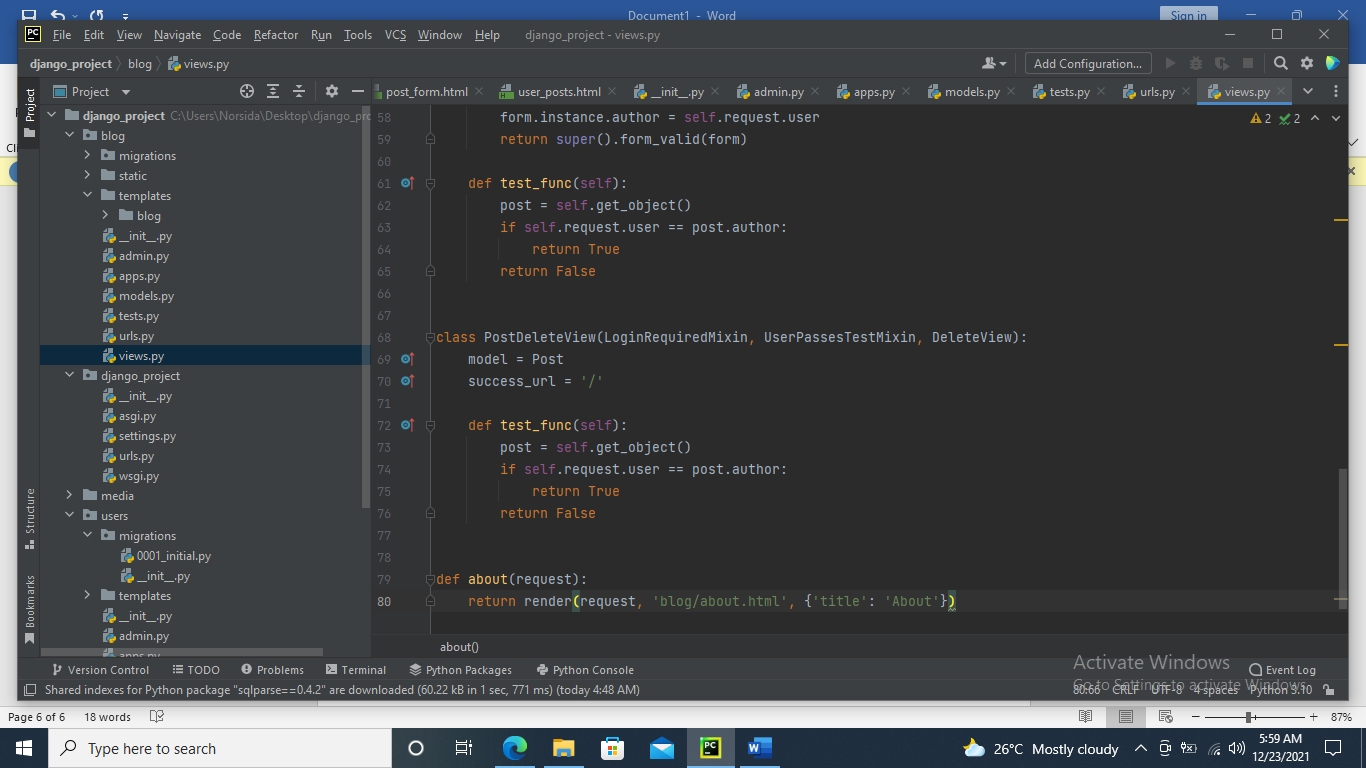 Document1 - Word
Sign in
PC File Edit View Navigate Code Refactor Run Tools VCS Window Help django_project - views.py
django_project blog views.py
Add Configuration...
Project
post_form.html user_posts.html __init__.py admin.py apps.py models.py tests.py urls.py views.py
Project
django_project C:\Users\Norsida\Desktop\django_pro
blog
migrations
static
templates
blog
__init__.py
admin.py
apps.py
models.py
tests.py
urls.py
views.py
django_project
__init__.py
asgi.py
settings.py
urls.py
wsgi.py
media
users
migrations
0001_initial.py
__init__.py
templates
__init__.py
admin.py
apps.py
Structure
Bookmarks
2 2
58 form.instance.author = self.request.user
59 return super().form_valid(form)
60
61 def test_func(self):
62 post = self.get_object()
63 if self.request.user == post.author:
64 return True
65 return False
66
67
68 class PostDeleteView(LoginRequiredMixin, UserPassesTestMixin, DeleteView):
69 model = Post
70 success_url = '/'
71
72 def test_func(self):
73 post = self.get_object()
74 if self.request.user == post.author:
75 return True
76 return False
77
78
79 def about(request):
80 return render(request, 'blog/about.html', {'title': 'About'})
about()
Version Control TODO Problems Terminal Python Packages Python Console
Event Log
Activate Windows
Go to Settings to activate Windows.
Shared indexes for Python package "sqlparse==0.4.2" are downloaded (60.22 kB in 1 sec, 771 ms) (today 4:48 AM)
80:66 CRLF UTF-8 4 spaces Python 3.10
Page 6 of 6 18 words
87%
Type here to search
PC
W
26°C Mostly cloudy
5:59 AM
12/23/2021